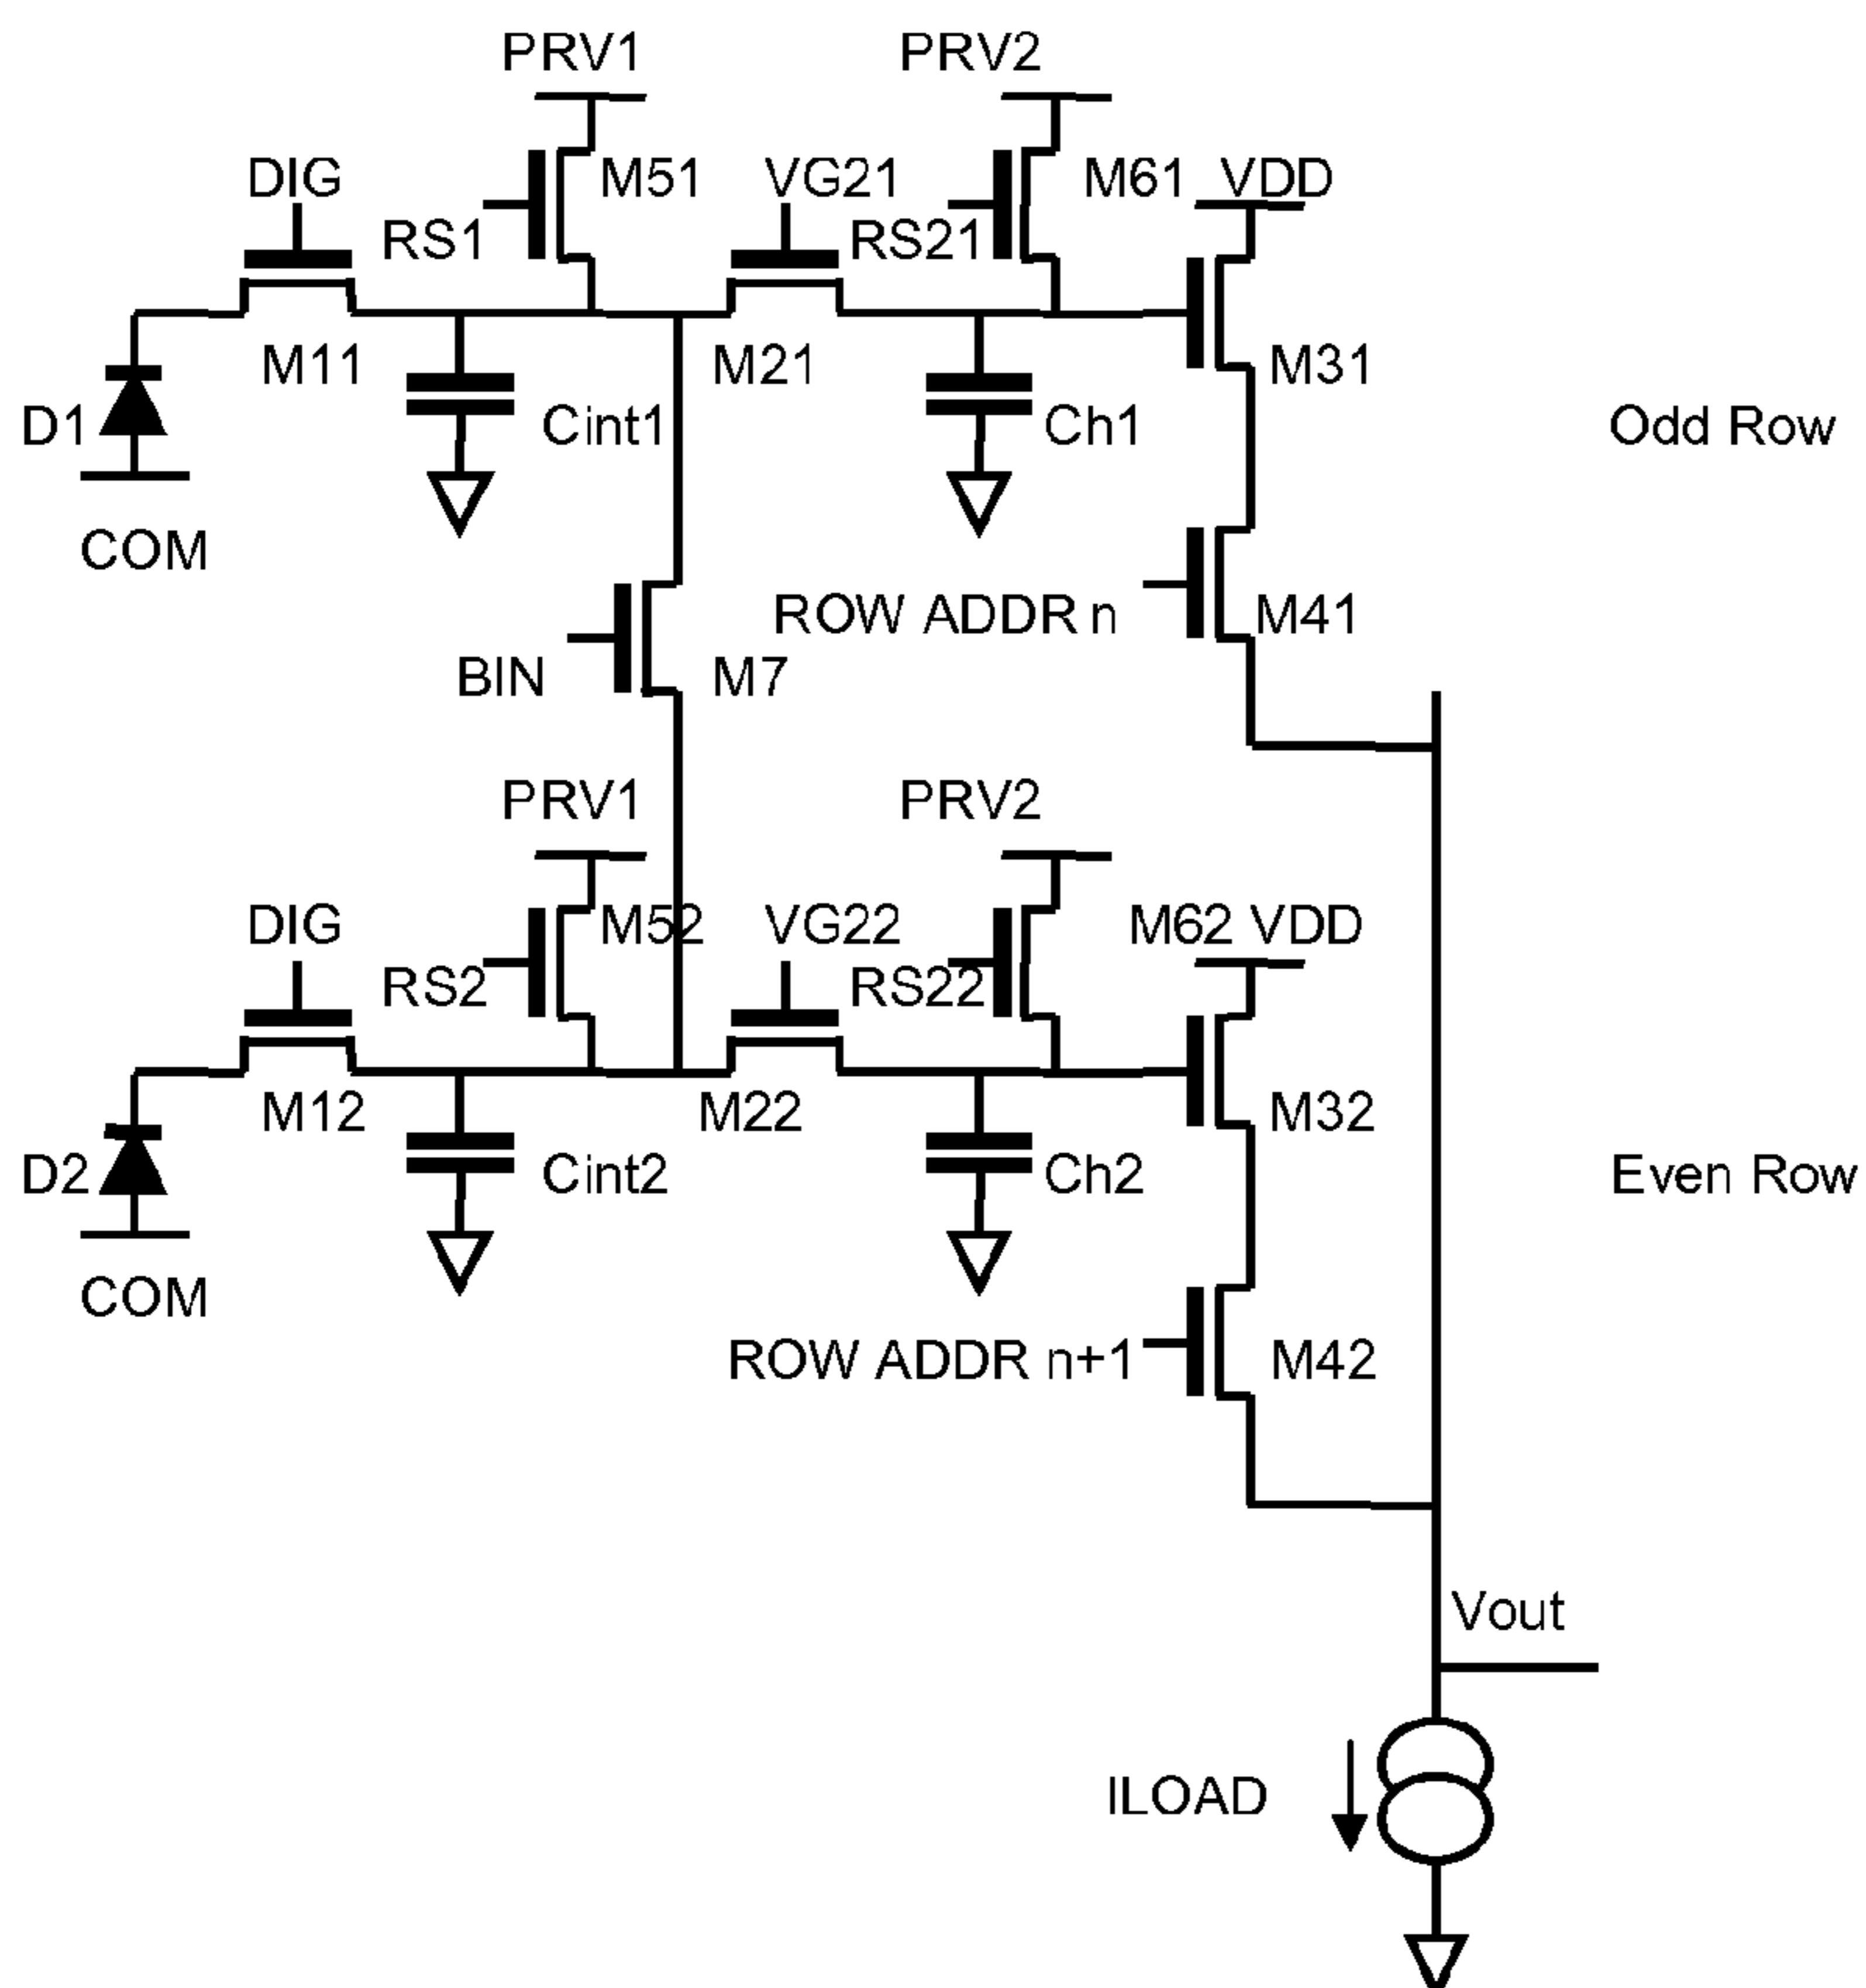 PRV1 PRV2
DIG M51 VG21 M61 VDD
RS1 RS21
M11 M21 M31
D1 Cint1 Ch1 Odd Row
COM
ROW ADDR n M41
BIN M7
PRV1 PRV2
DIG M52 VG22 M62 VDD
RS2 RS22
M12 M22 M32
D2 Cint2 Ch2 Even Row
COM
ROW ADDR n+1 M42
Vout
ILOAD